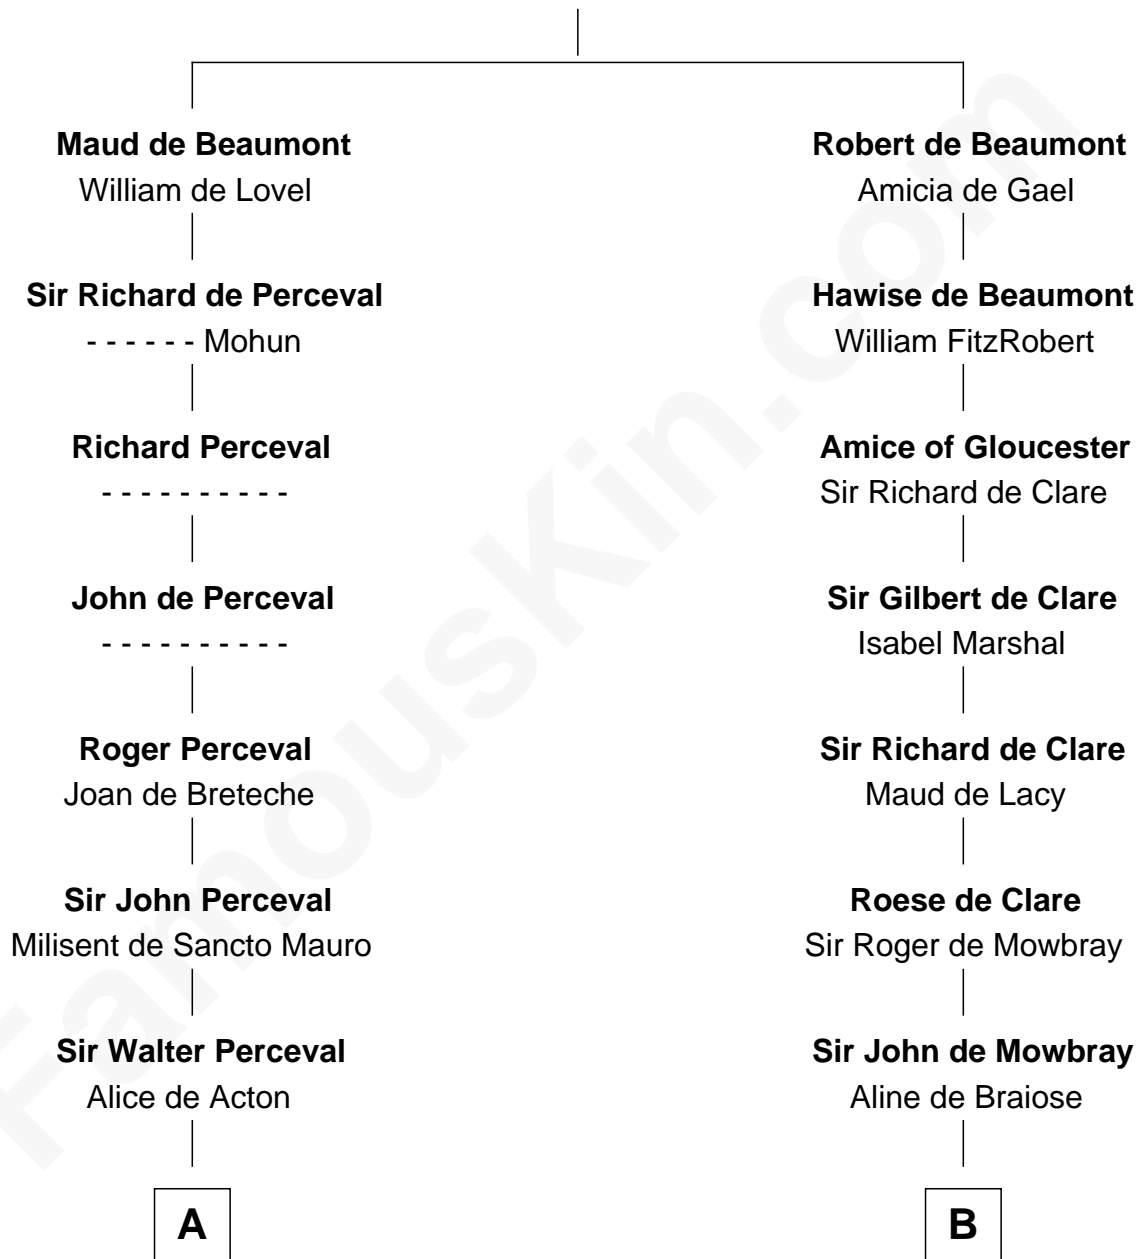 Maud de Beaumont
William de Lovel
Sir Richard de Perceval
- - - - - - Mohun
Richard Perceval
- - - - - - - - - -
John de Perceval
- - - - - - - - - -
Roger Perceval
Joan de Breteche
Sir John Perceval
Milisent de Sancto Mauro
Sir Walter Perceval
Alice de Acton
A
Robert de Beaumont
Amicia de Gael
Hawise de Beaumont
William FitzRobert
Amice of Gloucester
Sir Richard de Clare
Sir Gilbert de Clare
Isabel Marshal
Sir Richard de Clare
Maud de Lacy
Roese de Clare
Sir Roger de Mowbray
Sir John de Mowbray
Aline de Braiose
B
FamousKin.com